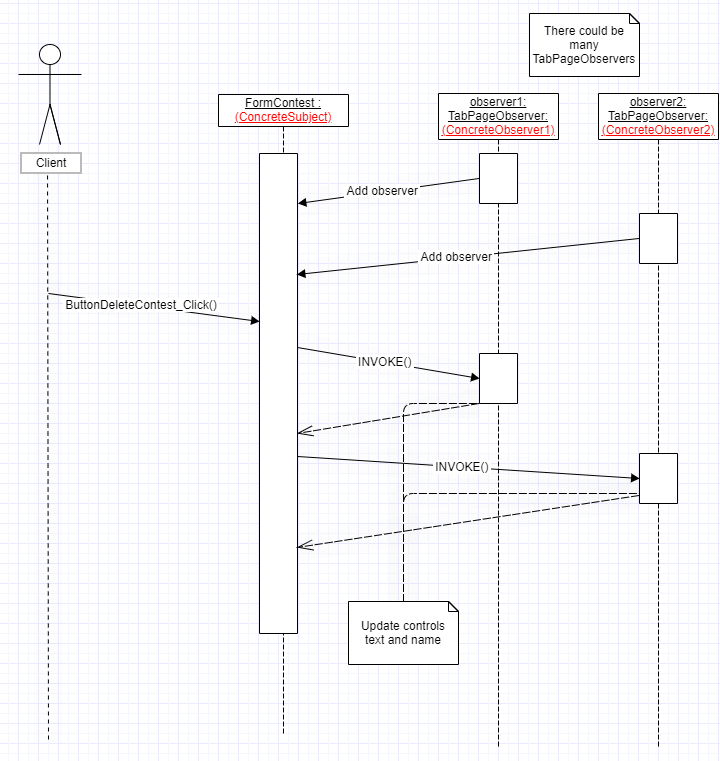 There could be
many
TabPageObservers
FormContest :
(ConcreteSubject)
observer1:
TabPageObserver:
(ConcreteObserver1)
observer2:
TabPageObserver:
(ConcreteObserver2)
Client
Add observer
Add observer
ButtonDeleteContest_Click()
INVOKE()
INVOKE()
Update controls
text and name